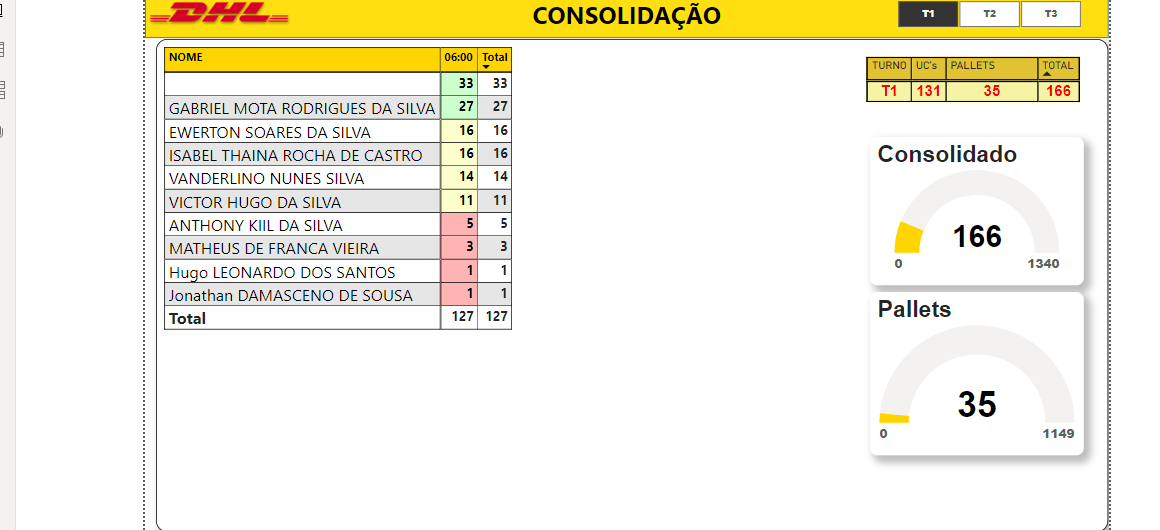 DHL
CONSOLIDAÇÃO
T1 T2 T3
NOME 06:00 Total
33 33
GABRIEL MOTA RODRIGUES DA SILVA 27 27
EWERTON SOARES DA SILVA 16 16
ISABEL THAINA ROCHA DE CASTRO 16 16
VANDERLINO NUNES SILVA 14 14
VICTOR HUGO DA SILVA 11 11
ANTHONY KIIL DA SILVA 5 5
MATHEUS DE FRANCA VIEIRA 3 3
Hugo LEONARDO DOS SANTOS 1 1
Jonathan DAMASCENO DE SOUSA 1 1
Total 127 127
TURNO UC's PALLETS TOTAL
T1 131 35 166
Consolidado
166
0 1340
Pallets
35
0 1149